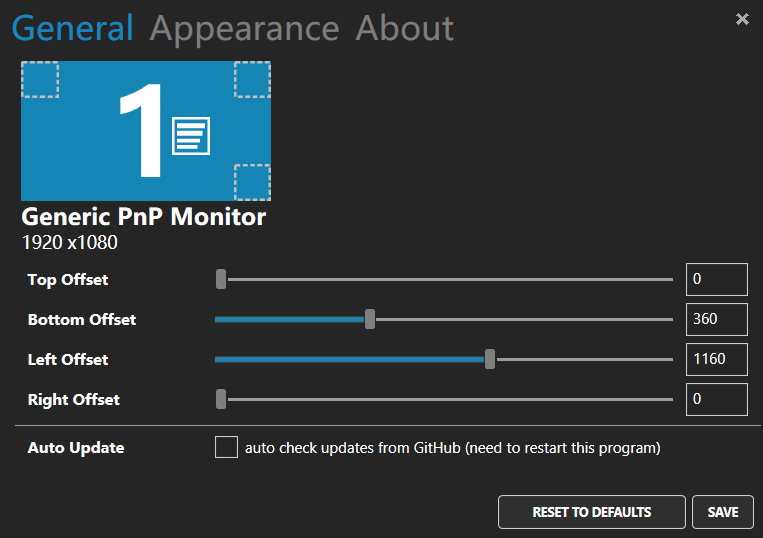 General Appearance About
1
Generic PnP Monitor
1920 x1080
Top Offset 0
Bottom Offset 360
Left Offset 1160
Right Offset 0
Auto Update auto check updates from GitHub (need to restart this program)
RESET TO DEFAULTS SAVE